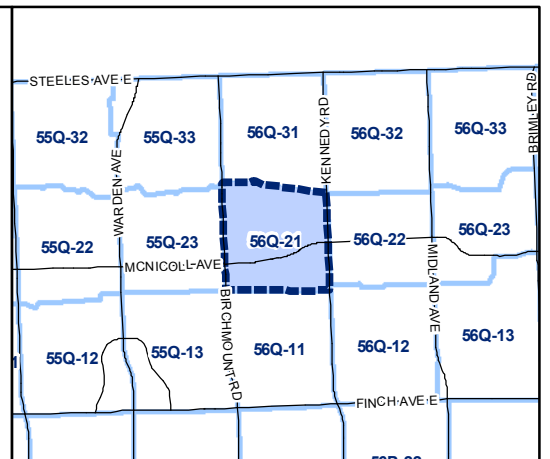 STEELES AVE E
55Q-32
55Q-33
56Q-31
56Q-32
56Q-33
WARDEN AVE
KENNEDY RD
BRIMLEY RD
55Q-22
55Q-23
56Q-21
56Q-22
56Q-23
MCNICOLL AVE
BIRCHMOUNT RD
MIDLAND AVE
55Q-12
55Q-13
56Q-11
56Q-12
56Q-13
FINCH AVE E